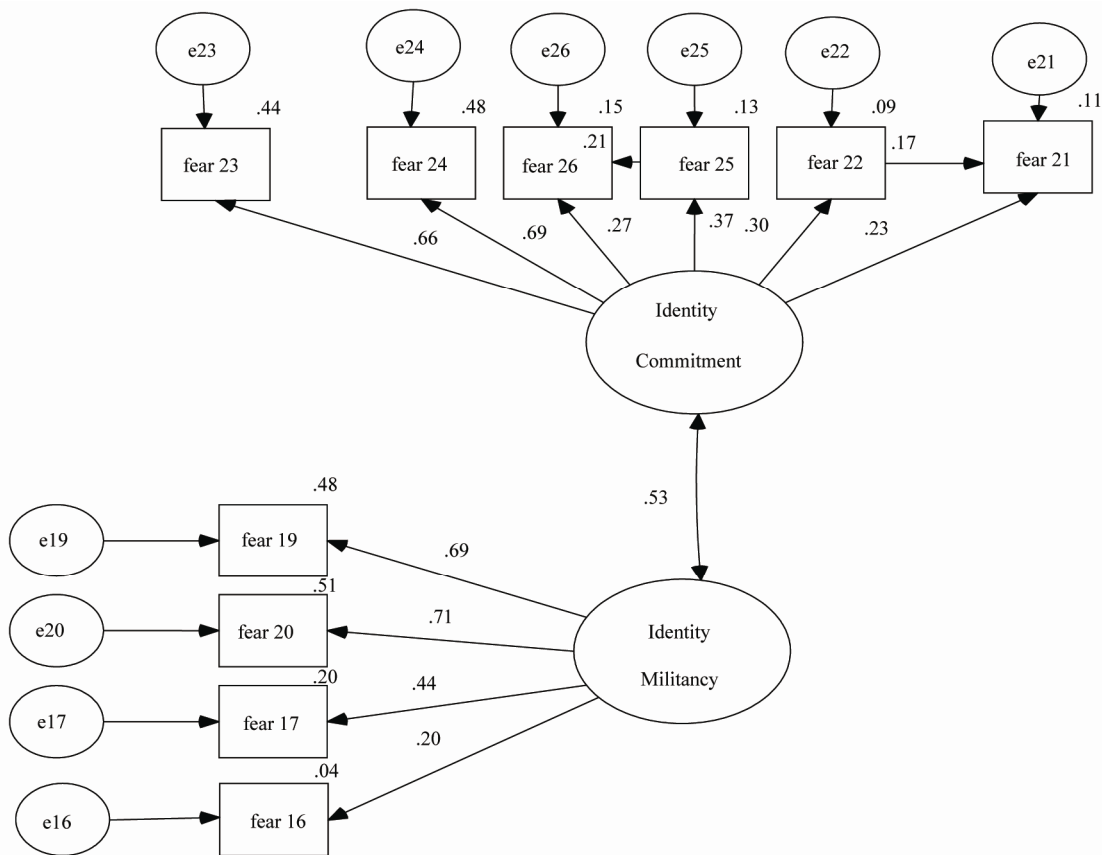 e23
e24
e26
e25
e22
e21
.44
.48
.15
.13
.09
.11
fear 23
fear 24
fear 26
.21
fear 25
fear 22
.17
fear 21
.66
.69
.27
.37
.30
.23
Identity
Commitment
.53
.48
e19
fear 19
.69
.51
e20
fear 20
.71
.20
e17
fear 17
.44
.04
e16
fear 16
.20
Identity
Militancy